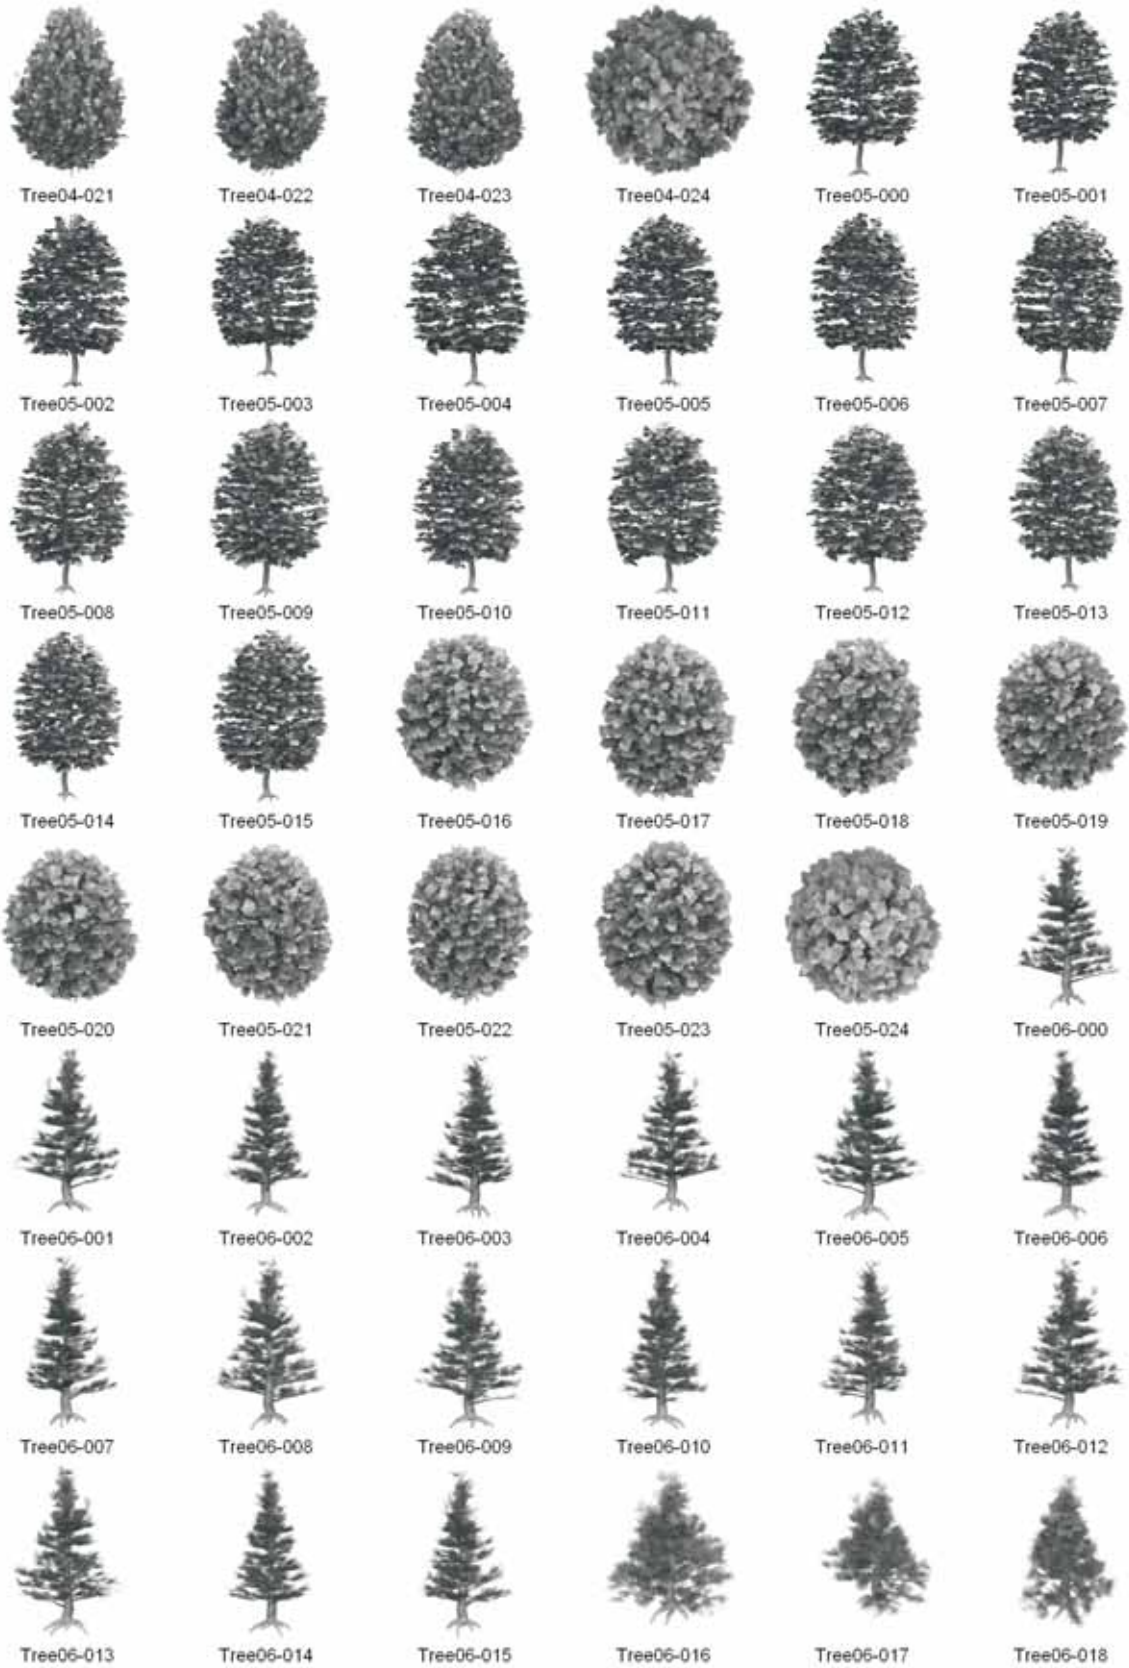 Tree04-021 Tree04-022 Tree04-023 Tree04-024 Tree05-000 Tree05-001
Tree05-002 Tree05-003 Tree05-004 Tree05-005 Tree05-006 Tree05-007
Tree05-008 Tree05-009 Tree05-010 Tree05-011 Tree05-012 Tree05-013
Tree05-014 Tree05-015 Tree05-016 Tree05-017 Tree05-018 Tree05-019
Tree05-020 Tree05-021 Tree05-022 Tree05-023 Tree05-024 Tree06-000
Tree06-001 Tree06-002 Tree06-003 Tree06-004 Tree06-005 Tree06-006
Tree06-007 Tree06-008 Tree06-009 Tree06-010 Tree06-011 Tree06-012
Tree06-013 Tree06-014 Tree06-015 Tree06-016 Tree06-017 Tree06-018